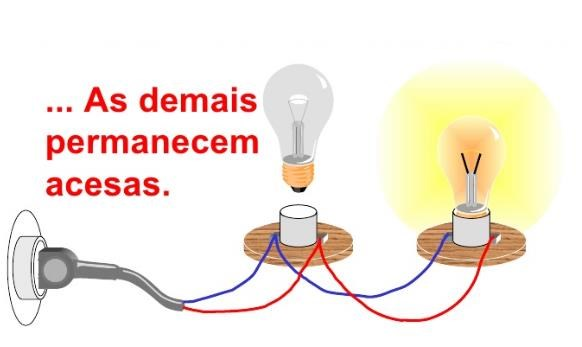 ... As demais
permanecem
acesas.